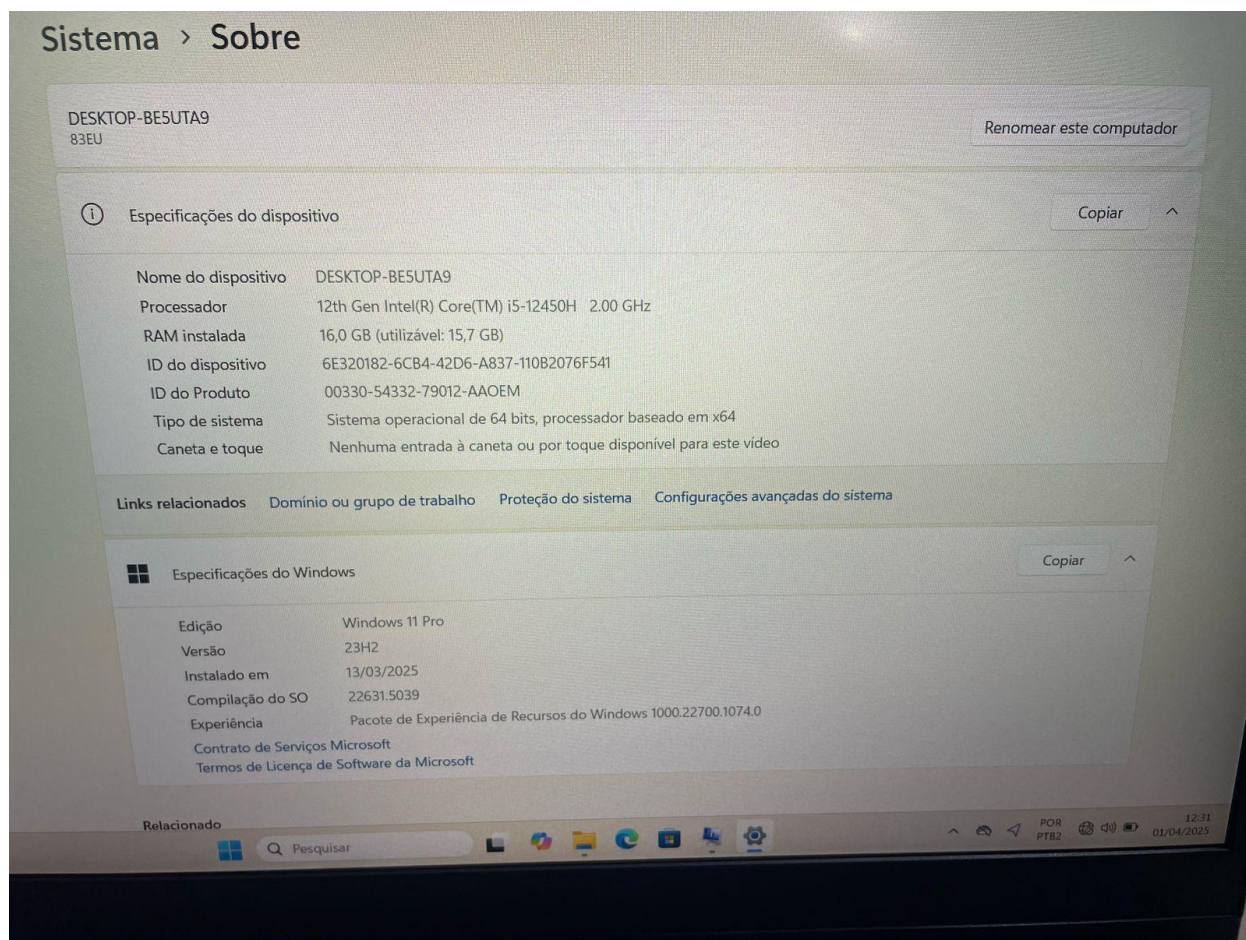 Sistema > Sobre
DESKTOP-BE5UTA9
83EU
Renomear este computador
Especificações do dispositivo
Copiar
Nome do dispositivo DESKTOP-BE5UTA9
Processador 12th Gen Intel(R) Core(TM) i5-12450H 2.00 GHz
RAM instalada 16,0 GB (utilizável: 15,7 GB)
ID do dispositivo 6E320182-6CB4-42D6-A837-110B2076F541
ID do Produto 00330-54332-79012-AAOEM
Tipo de sistema Sistema operacional de 64 bits, processador baseado em x64
Caneta e toque Nenhuma entrada à caneta ou por toque disponível para este vídeo
Links relacionados Domínio ou grupo de trabalho Proteção do sistema Configurações avançadas do sistema
Especificações do Windows
Copiar
Edição Windows 11 Pro
Versão 23H2
Instalado em 13/03/2025
Compilação do SO 22631.5039
Experiência Pacote de Experiência de Recursos do Windows 1000.22700.1074.0
Contrato de Serviços Microsoft
Termos de Licença de Software da Microsoft
Relacionado
Pesquisar
POR
PTB2
12:31
01/04/2025